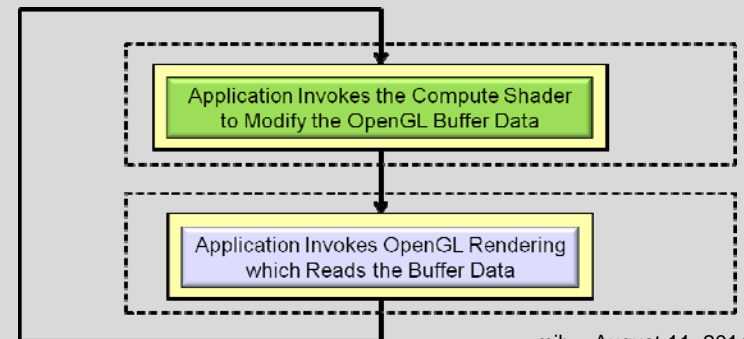 Application Invokes the Compute Shader
to Modify the OpenGL Buffer Data
Application Invokes OpenGL Rendering
which Reads the Buffer Data
August 11,